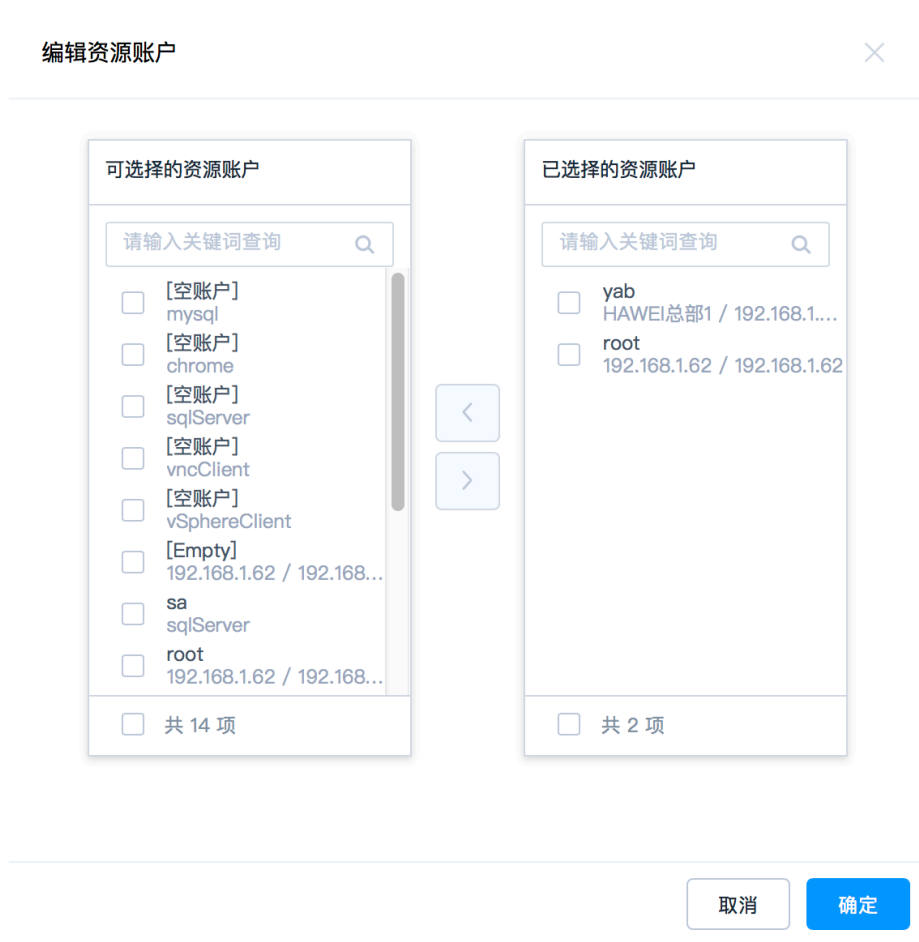 编辑资源账户
可选择的资源账户
请输入关键词查询
[空账户]
mysql
[空账户]
chrome
[空账户]
sqlServer
[空账户]
vncClient
[空账户]
vSphereClient
[Empty]
192.168.1.62 / 192.168...
sa
sqlServer
root
192.168.1.62 / 192.168...
共 14 项
已选择的资源账户
请输入关键词查询
yab
HAWEI总部1 / 192.168.1....
root
192.168.1.62 / 192.168.1.62
共 2 项
取消
确定